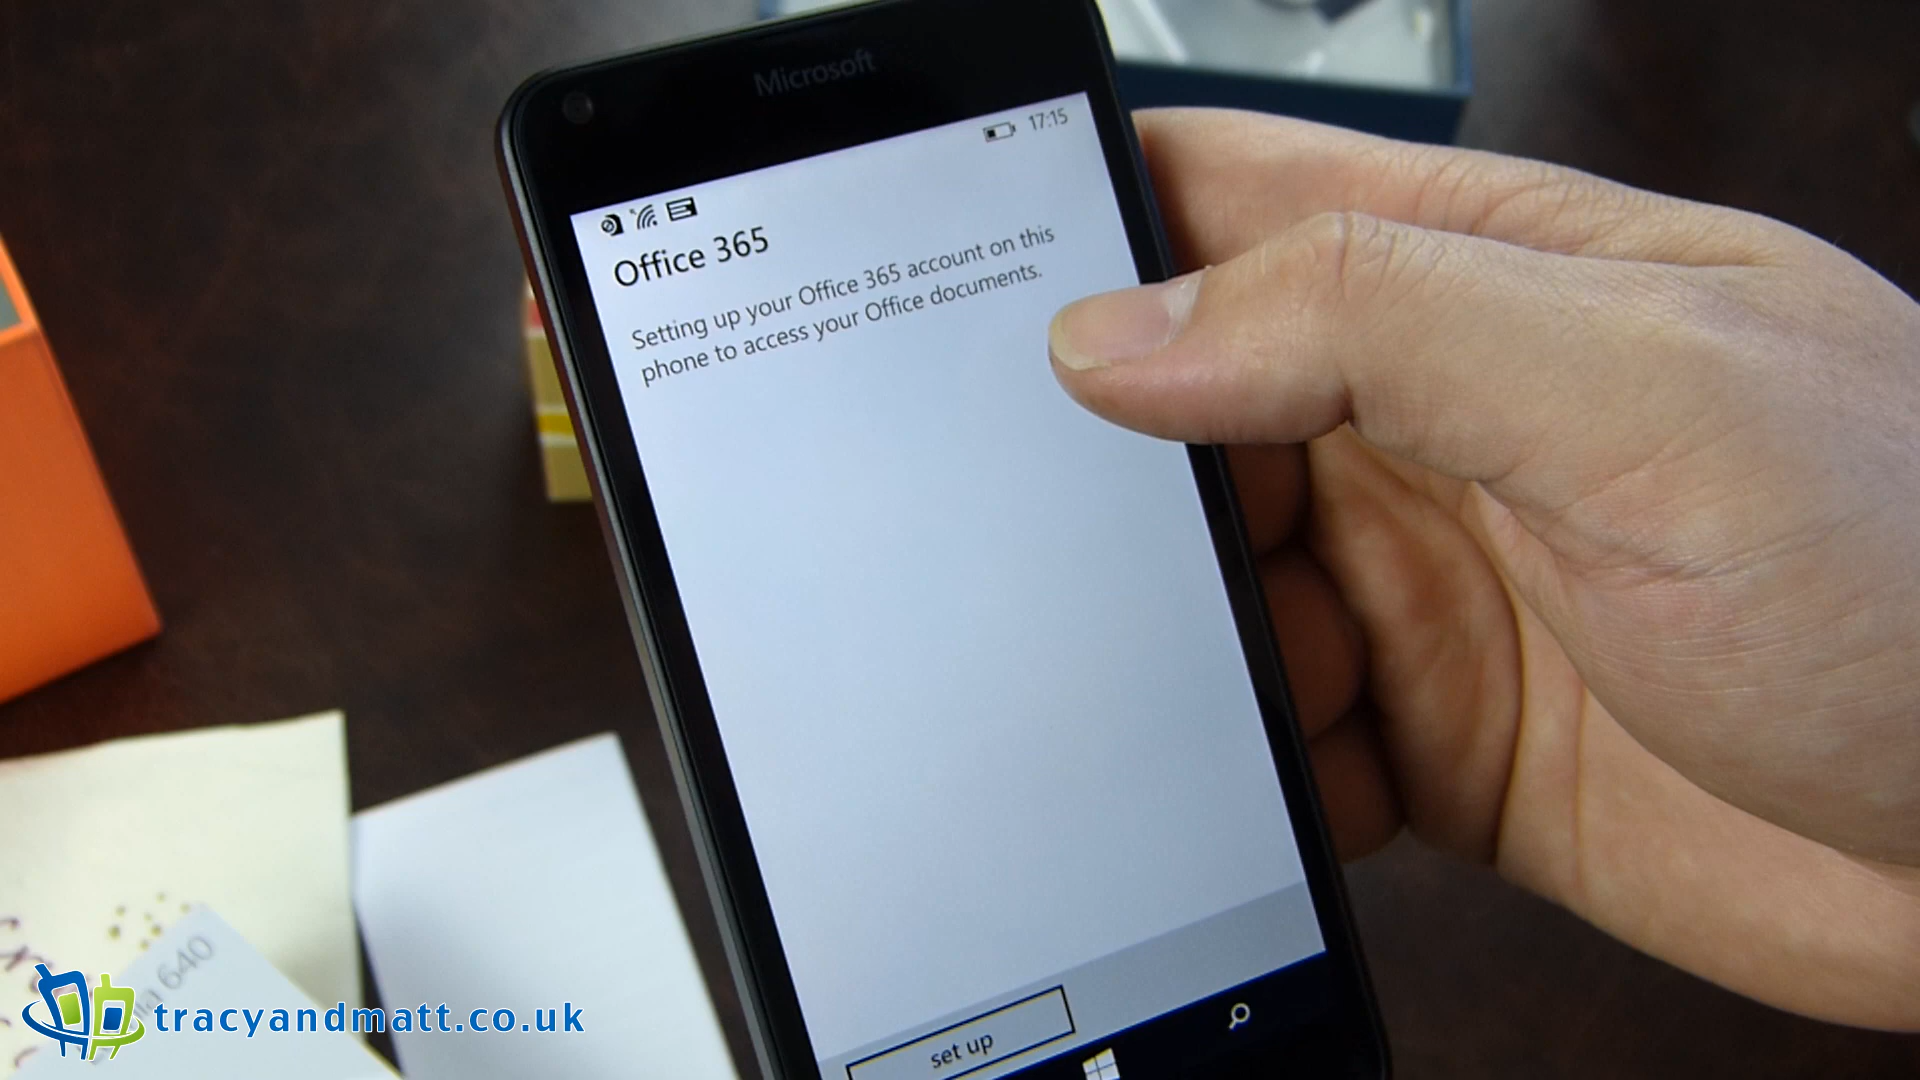 Microsoft
17:15
Office 365
Setting up your Office 365 account on this
phone to access your Office documents.
set up
640
tracyandmatt.co.uk